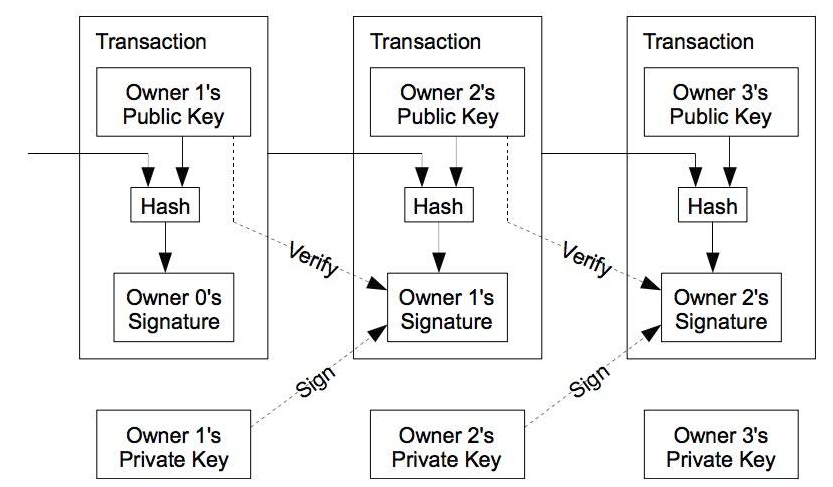 Transaction
Owner 1's
Public Key
Hash
Owner 0's
Signature
Transaction
Owner 2's
Public Key
Hash
Verify
Owner 1's
Signature
Transaction
Owner 3's
Public Key
Hash
Verify
Owner 2's
Signature
Sign
Sign
Owner 1's
Private Key
Owner 2's
Private Key
Owner 3's
Private Key